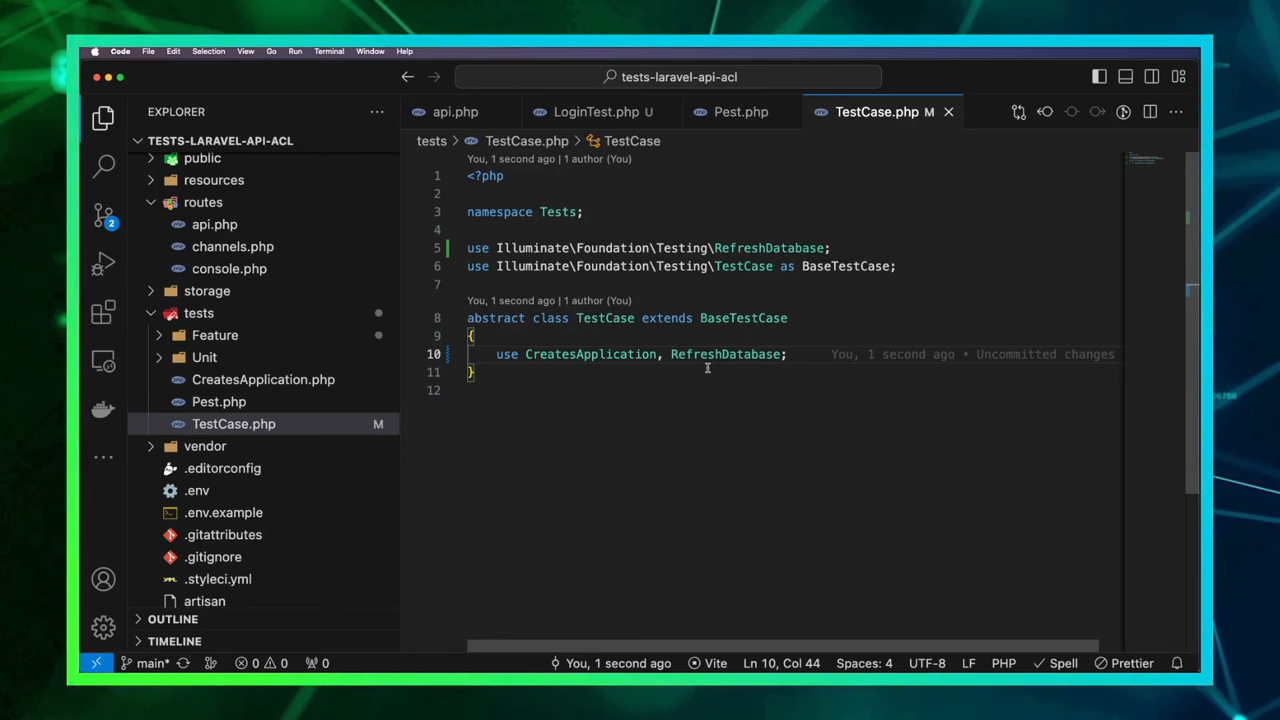 Code File Edit Selection View Go Run Terminal Window Help
tests-laravel-api-acl
EXPLORER
api.php
LoginTest.php U
Pest.php
TestCase.php M
TESTS-LARAVEL-API-ACL
public
resources
routes
api.php
channels.php
console.php
storage
tests
Feature
Unit
CreatesApplication.php
Pest.php
TestCase.php M
vendor
.editorconfig
.env
.env.example
.gitattributes
.gitignore
.styleci.yml
artisan
OUTLINE
TIMELINE
2
tests > TestCase.php > TestCase
You, 1 second ago | 1 author (You)
1 <?php
2
3 namespace Tests;
4
5 use Illuminate\Foundation\Testing\RefreshDatabase;
6 use Illuminate\Foundation\Testing\TestCase as BaseTestCase;
7
You, 1 second ago | 1 author (You)
8 abstract class TestCase extends BaseTestCase
9 {
10 use CreatesApplication, RefreshDatabase; You, 1 second ago • Uncommitted changes
11 }
12
main* 0 0 0 You, 1 second ago Vite Ln 10, Col 44 Spaces: 4 UTF-8 LF PHP Spell Prettier